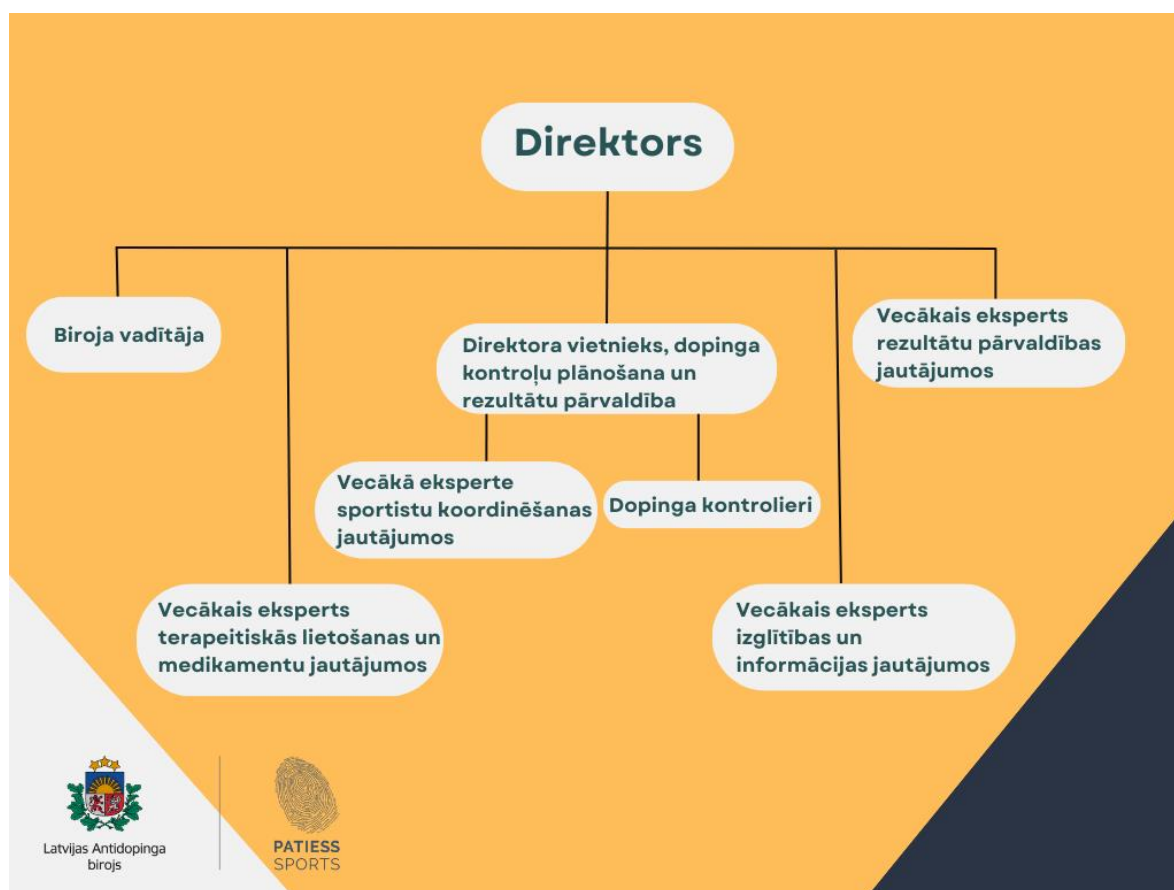 Direktors
Biroja vadītāja
Direktora vietnieks, dopinga
kontroļu plānošana un
rezultātu pārvaldība
Vecākais eksperts
rezultātu pārvaldības
jautājumos
Vecākā eksperte
sportistu koordinēšanas
jautājumos
Dopinga kontrolieri
Vecākais eksperts
terapeitiskās lietošanas un
medikamentu jautājumos
Vecākais eksperts
izglītības un
informācijas jautājumos
Latvijas Antidopinga
birojs
PATIESS
SPORTS